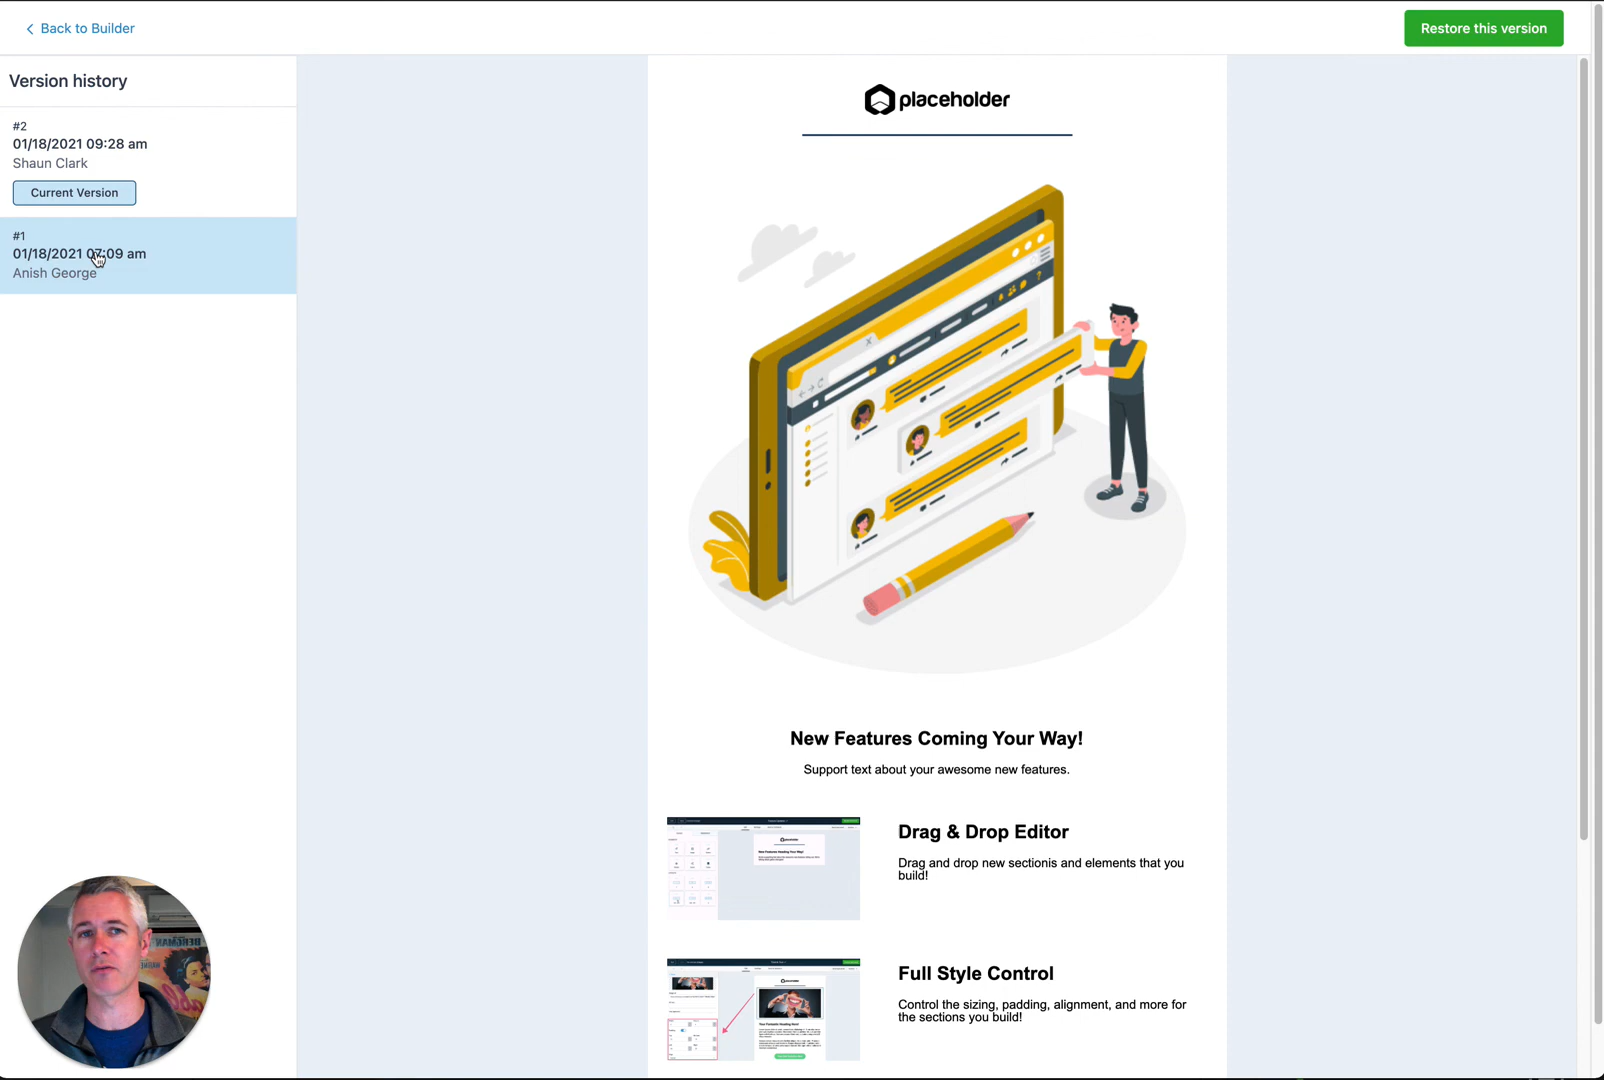 Back to Builder
Restore this version
Version history
#2
01/18/2021 09:28 am
Shaun Clark
Current Version
#1
01/18/2021 07:09 am
Anish George
placeholder
New Features Coming Your Way!
Support text about your awesome new features.
Drag & Drop Editor
Drag and drop new sectionis and elements that you
build!
Full Style Control
Control the sizing, padding, alignment, and more for
the sections you build!